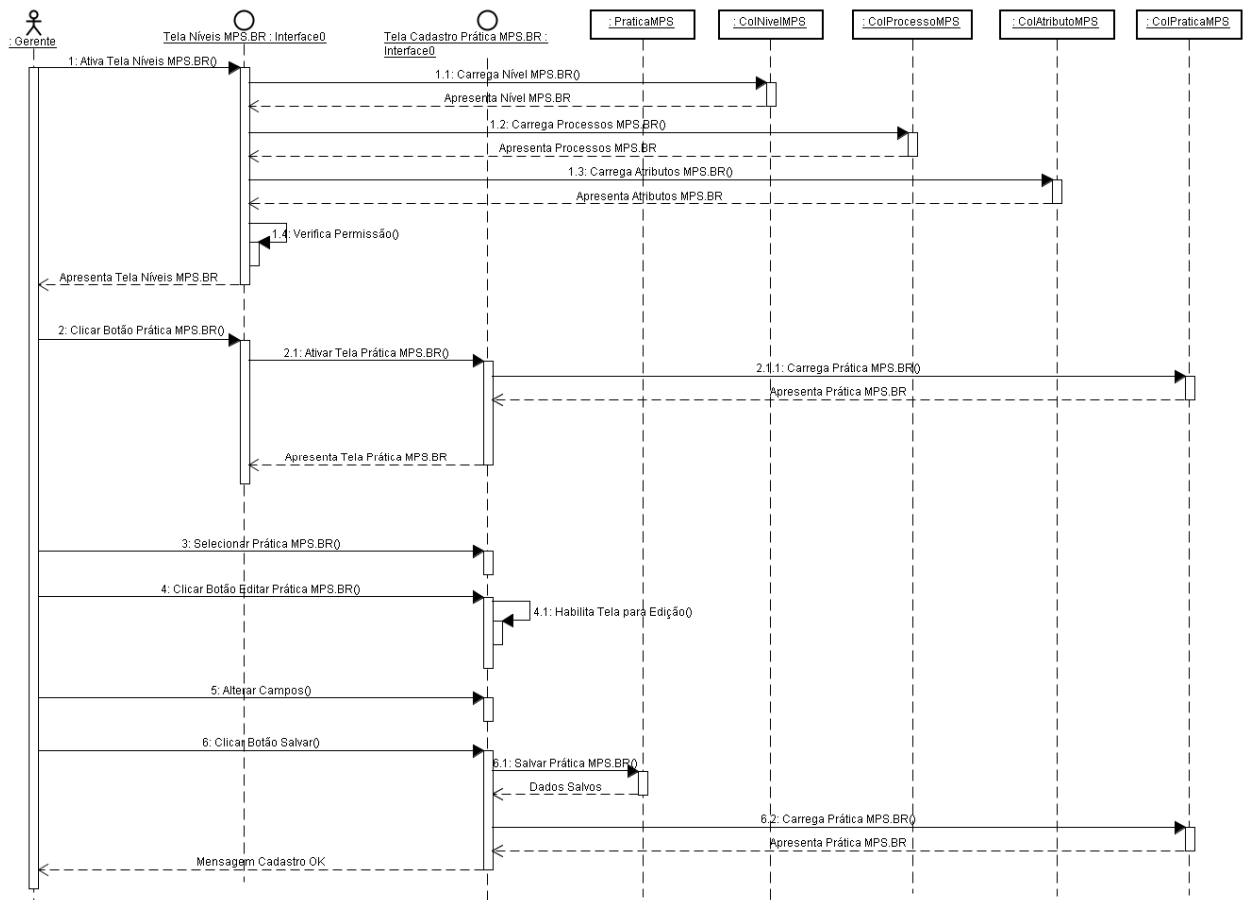 : Gerente
Tela Níveis MPS.BR : Interface0
Tela Cadastro Prática MPS.BR :
Interface0
: PraticaMPS
: ColNivelMPS
: ColProcessoMPS
: ColAtributoMPS
: ColPraticaMPS
1: Ativa Tela Níveis MPS.BR()
1.1: Carrega Nível MPS.BR()
Apresenta Nível MPS.BR
1.2: Carrega Processos MPS.BR()
Apresenta Processos MPS.BR
1.3: Carrega Atributos MPS.BR()
Apresenta Atributos MPS.BR
1.4: Verifica Permissão()
Apresenta Tela Níveis MPS.BR
2: Clicar Botão Prática MPS.BR()
2.1: Ativar Tela Prática MPS.BR()
2.1.1: Carrega Prática MPS.BR()
Apresenta Prática MPS.BR
Apresenta Tela Prática MPS.BR
3: Selecionar Prática MPS.BR()
4: Clicar Botão Editar Prática MPS.BR()
4.1: Habilita Tela para Edição()
5: Alterar Campos()
6: Clicar Botão Salvar()
6.1: Salvar Prática MPS.BR()
Dados Salvos
6.2: Carrega Prática MPS.BR()
Apresenta Prática MPS.BR
Mensagem Cadastro OK